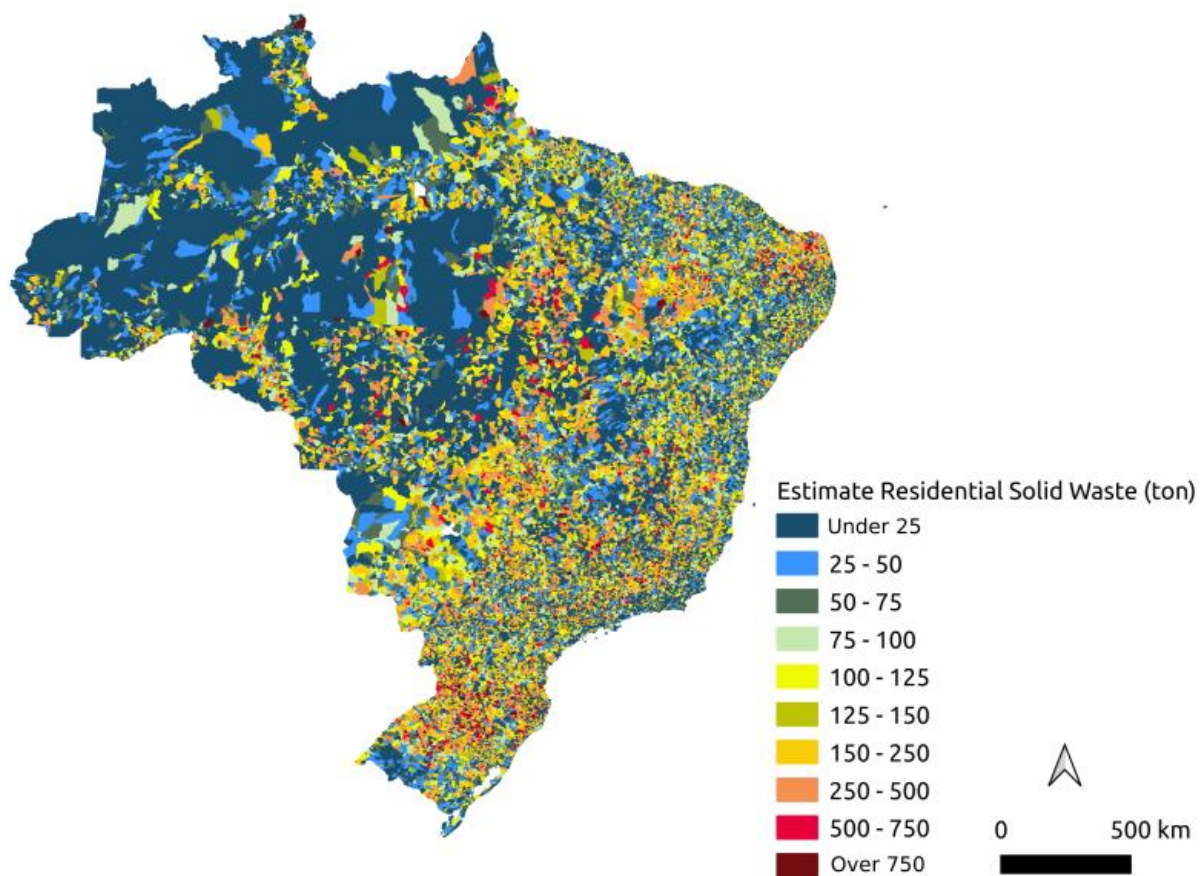 Estimate Residential Solid Waste (ton)
Under 25
25 - 50
50 - 75
75 - 100
100 - 125
125 - 150
150 - 250
250 - 500
500 - 750
Over 750
0 500 km